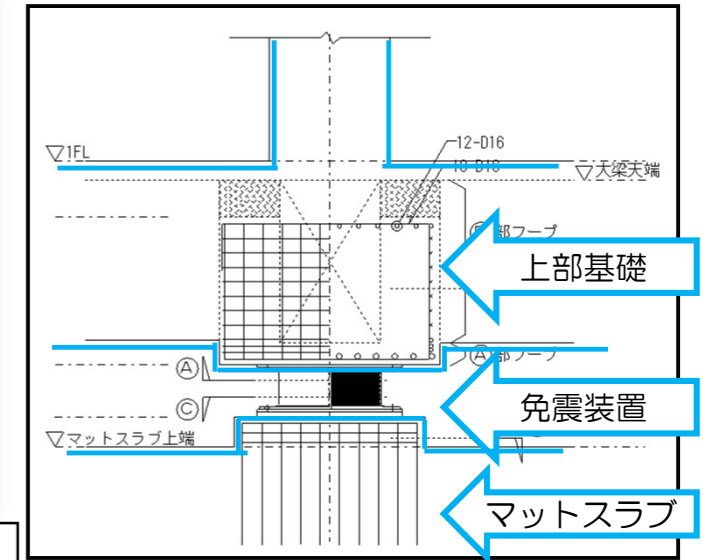 12-D16
▽1FL
▽大梁天端
部フープ
上部基礎
Ⓐ部フープ
Ⓐ
免震装置
Ⓒ
▽マットスラブ上端
マットスラブ